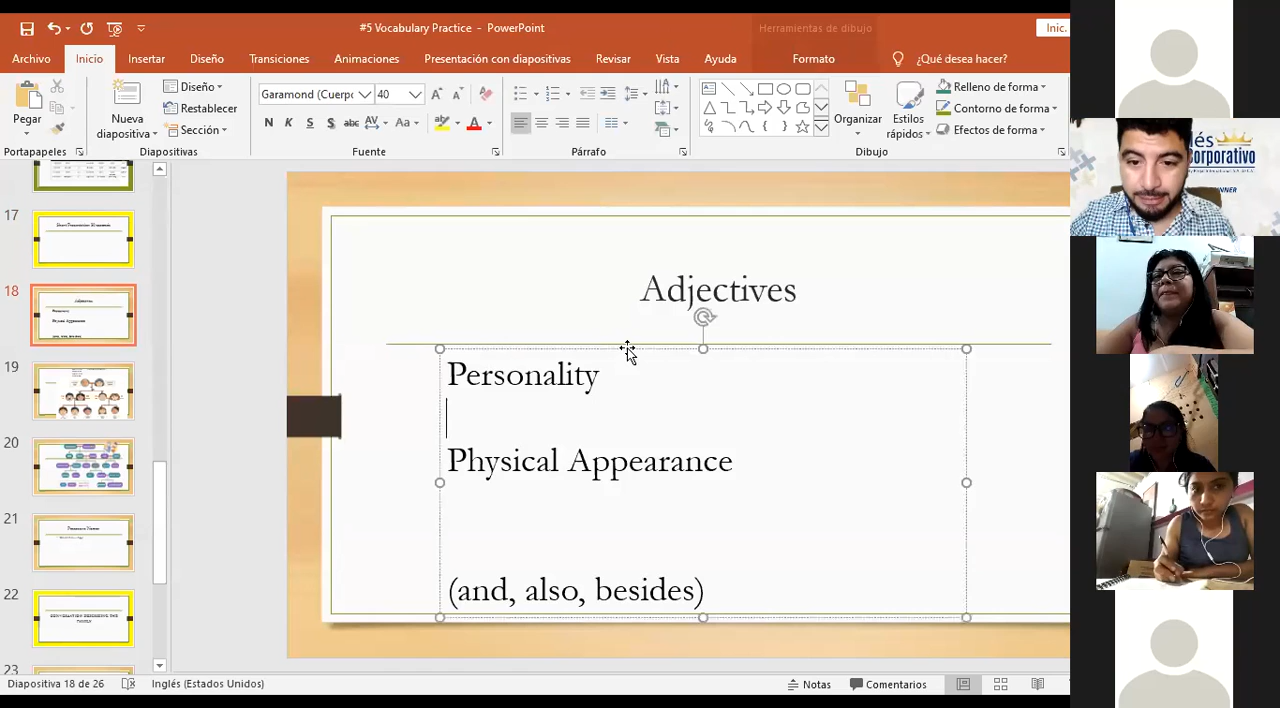 #5 Vocabulary Practice - PowerPoint
Herramientas de dibujo
Inic.
Archivo Inicio Insertar Diseño Transiciones Animaciones Presentación con diapositivas Revisar Vista Ayuda Formato ¿Qué desea hacer?
Pegar
Nueva diapositiva
Diseño
Restablecer
Sección
Garamond (Cuerpo 40
N K S S abc AV Aa A
Organizar
Estilos rápidos
Relleno de forma
Contorno de forma
Efectos de forma
Portapapeles Diapositivas Fuente Párrafo Dibujo
17
18
19
20
21
22
23
Adjectives
Personality
Physical Appearance
(and, also, besides)
Diapositiva 18 de 26 Inglés (Estados Unidos) Notas Comentarios